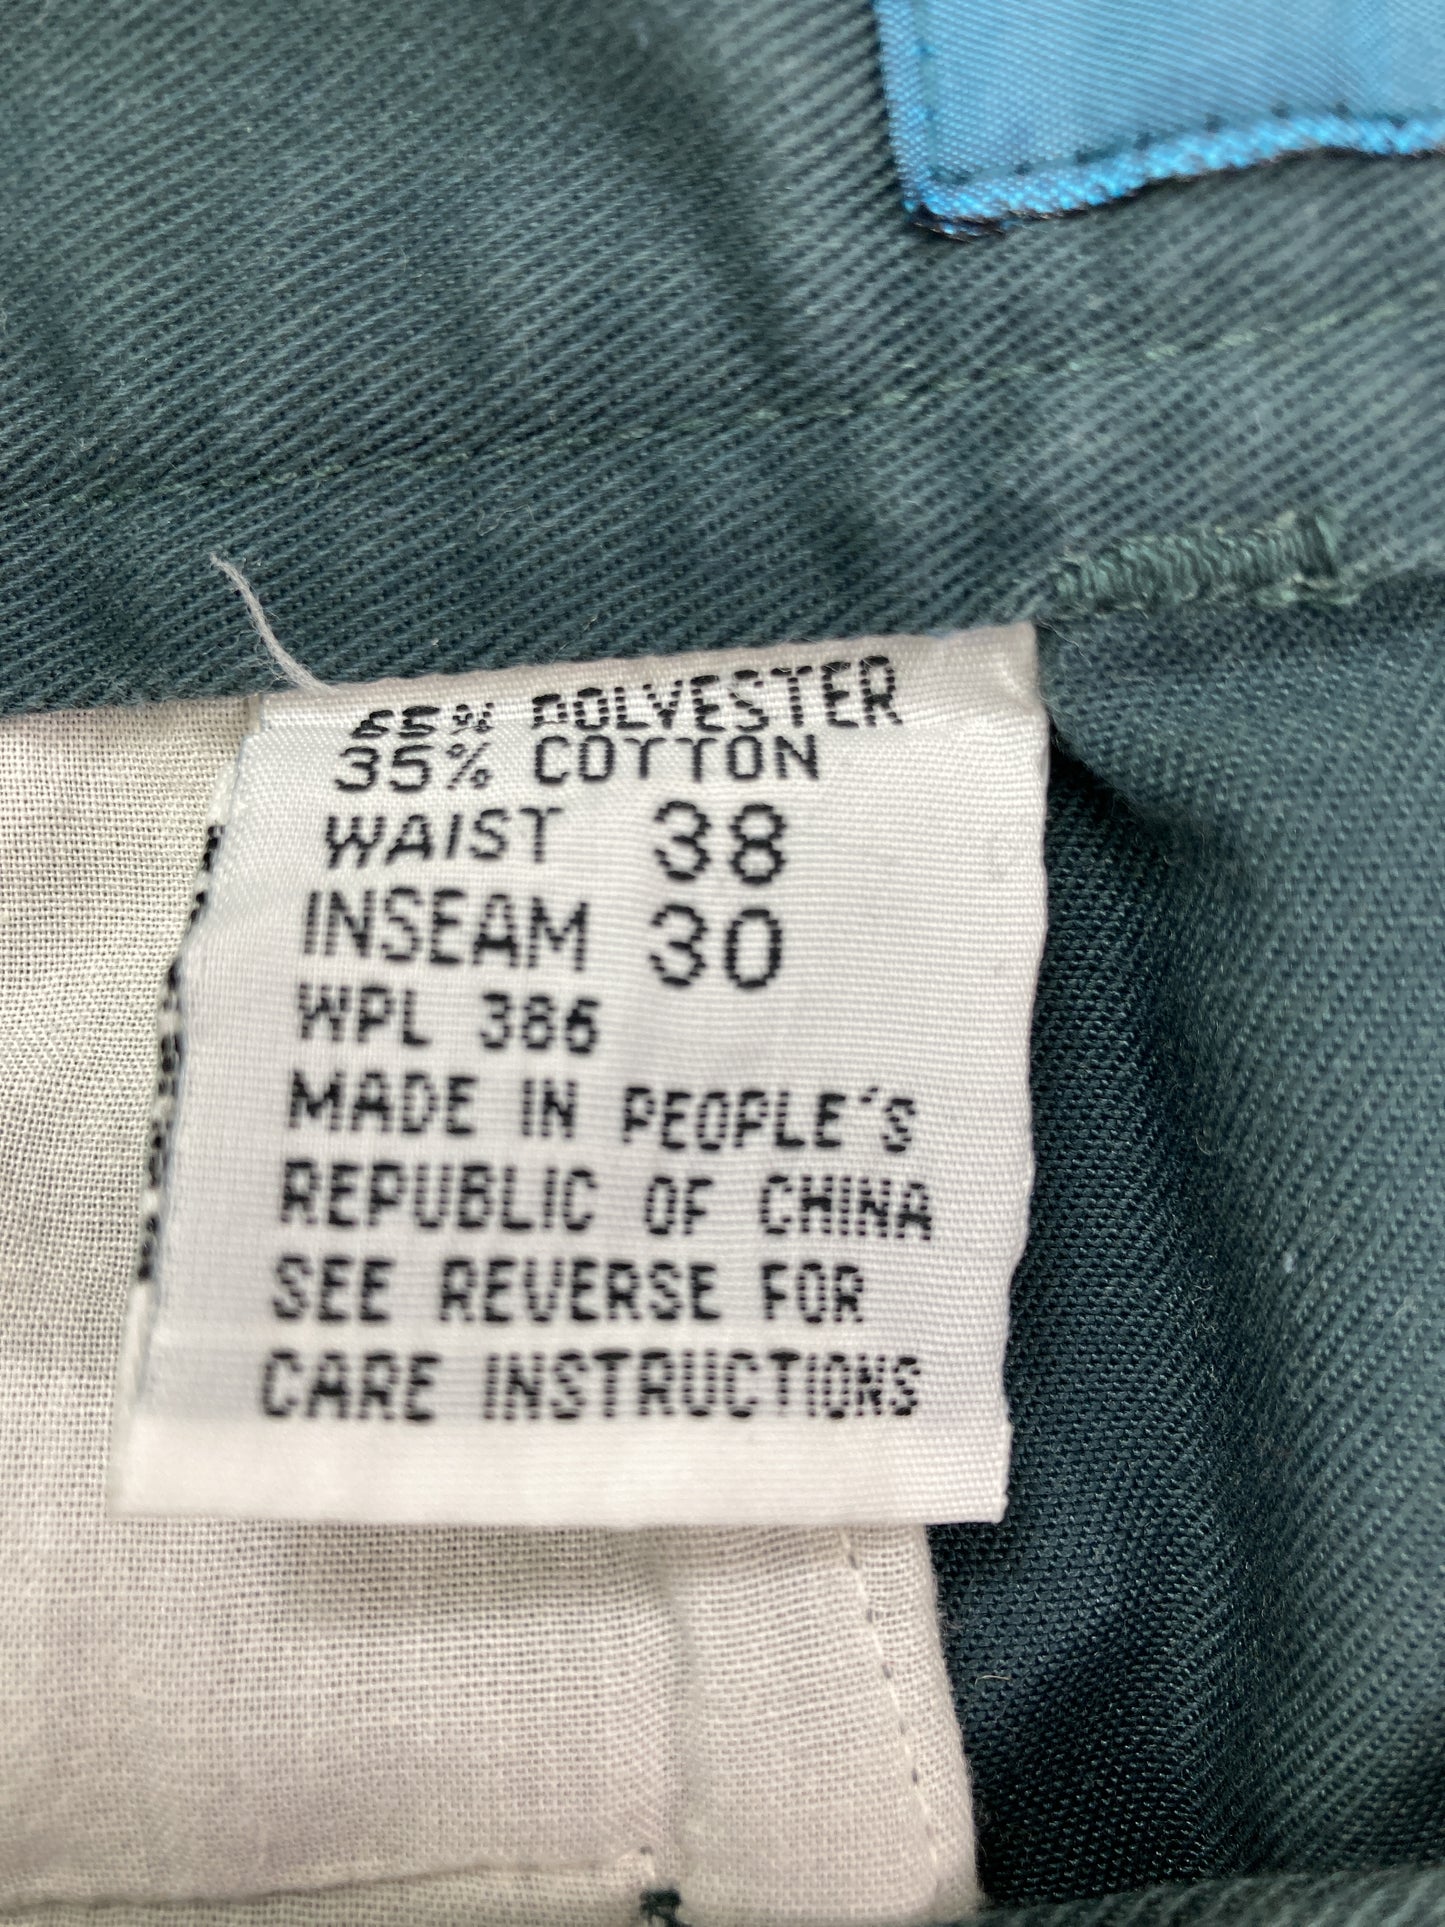 65% POLYESTER
35% COTTON
WAIST 38
INSEAM 30
WPL 386
MADE IN PEOPLE'S
REPUBLIC OF CHINA
SEE REVERSE FOR
CARE INSTRUCTIONS